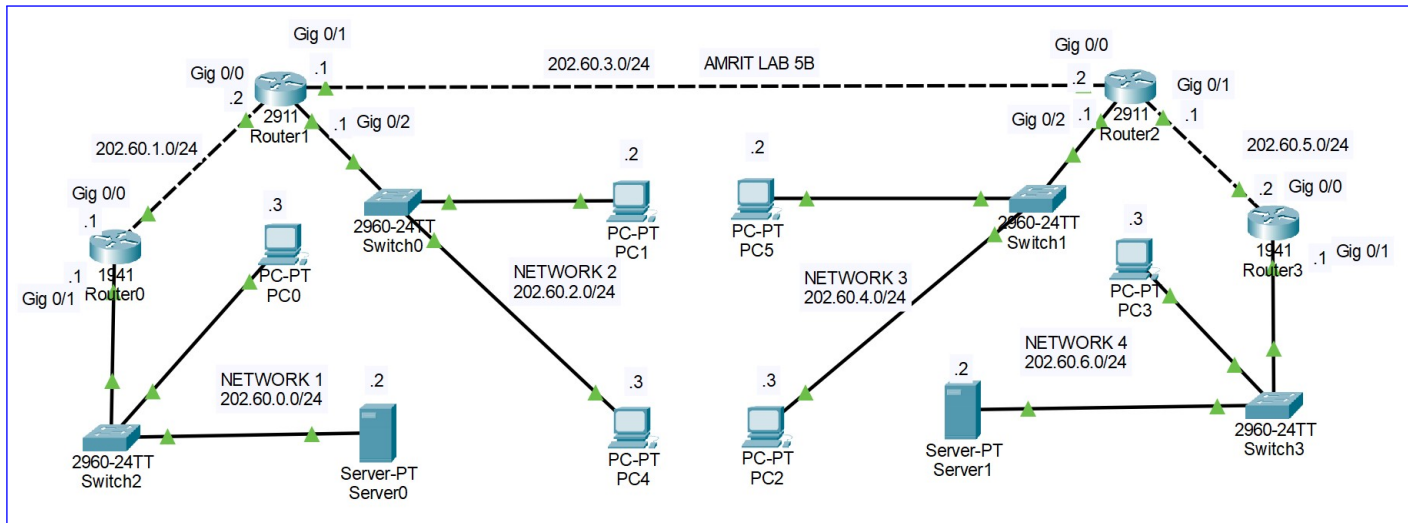 Gig 0/1
Gig 0/0
.1
.2
2911
Router1
.1
Gig 0/2
202.60.3.0/24
AMRIT LAB 5B
Gig 0/0
.2
2911
Router2
Gig 0/1
.1
Gig 0/2
.1
202.60.1.0/24
202.60.5.0/24
Gig 0/0
.1
1941
Router0
.1
Gig 0/1
.3
PC-PT
PC0
2960-24TT
Switch0
.2
PC-PT
PC1
.2
PC-PT
PC5
2960-24TT
Switch1
.2
Gig 0/0
1941
Router3
.1
Gig 0/1
.3
PC-PT
PC3
NETWORK 2
202.60.2.0/24
NETWORK 3
202.60.4.0/24
NETWORK 1
202.60.0.0/24
.2
Server-PT
Server0
2960-24TT
Switch2
.3
PC-PT
PC4
.3
PC-PT
PC2
NETWORK 4
202.60.6.0/24
.2
Server-PT
Server1
2960-24TT
Switch3